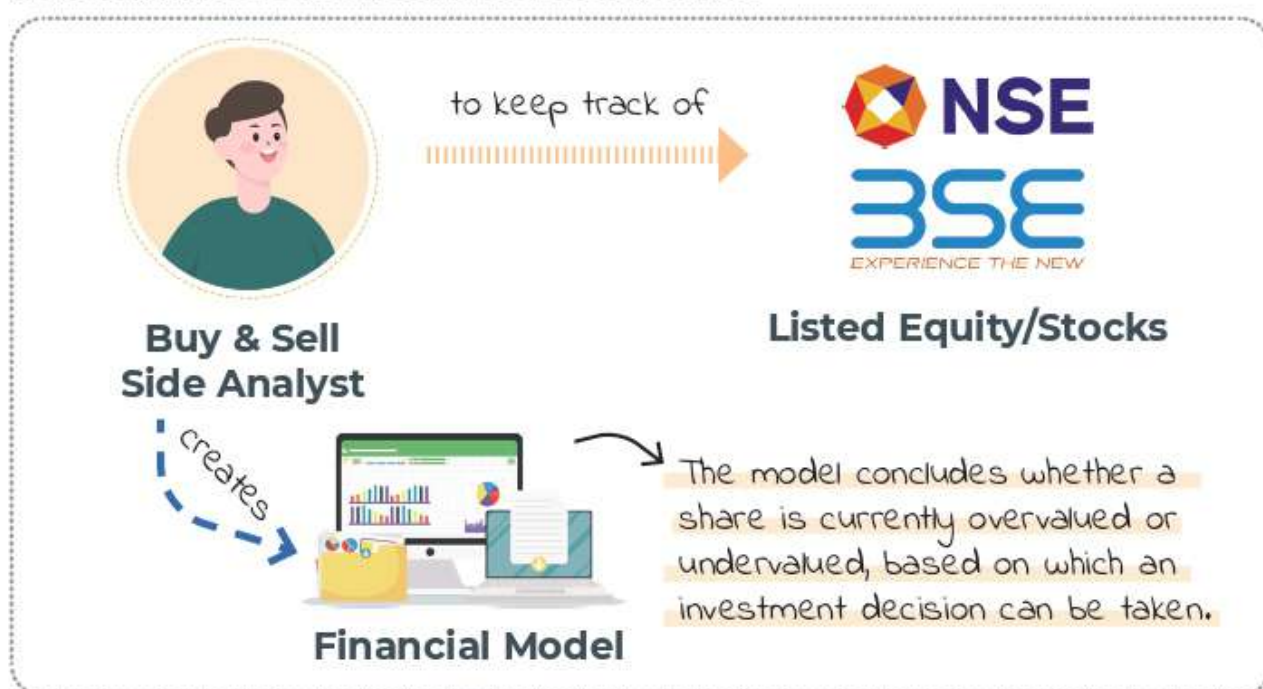 to keep track of
NSE
BSE
EXPERIENCE THE NEW
Buy & Sell
Side Analyst
Listed Equity/Stocks
creates
The model concludes whether a
share is currently overvalued or
undervalued, based on which an
investment decision can be taken.
Financial Model